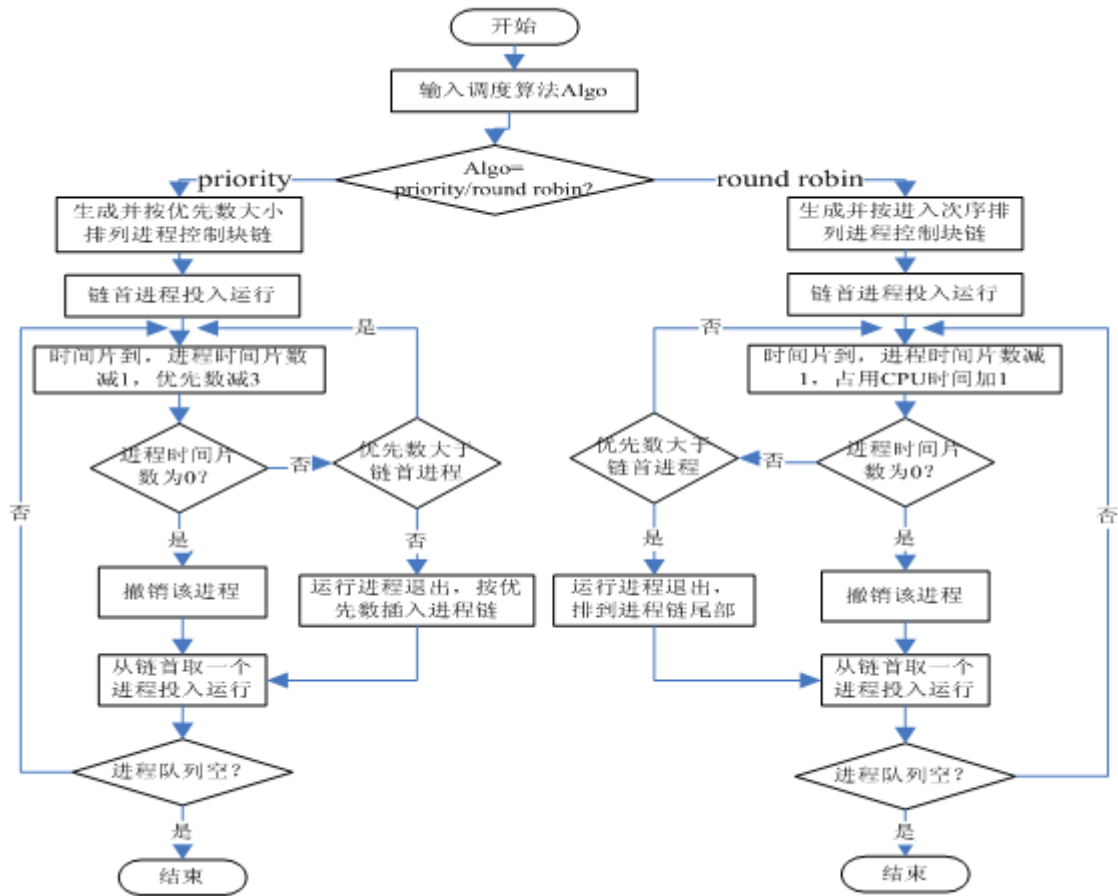 开始
输入调度算法Algo
Algo=
priority/round robin?
priority
round robin
生成并按优先数大小
排列进程控制块链
生成并按进入次序排
列进程控制块链
链首进程投入运行
链首进程投入运行
是
否
时间片到，进程时间片数
减1，优先数减3
时间片到，进程时间片数减
1，占用CPU时间加1
进程时间片
数为0?
否
优先数大于
链首进程
优先数大于
链首进程
否
进程时间片
数为0?
否
否
是
否
是
是
撤销该进程
运行进程退出，按优
先数插入进程链
运行进程退出，
排到进程链尾部
撤销该进程
从链首取一个
进程投入运行
从链首取一个
进程投入运行
进程队列空?
进程队列空?
是
是
结束
结束